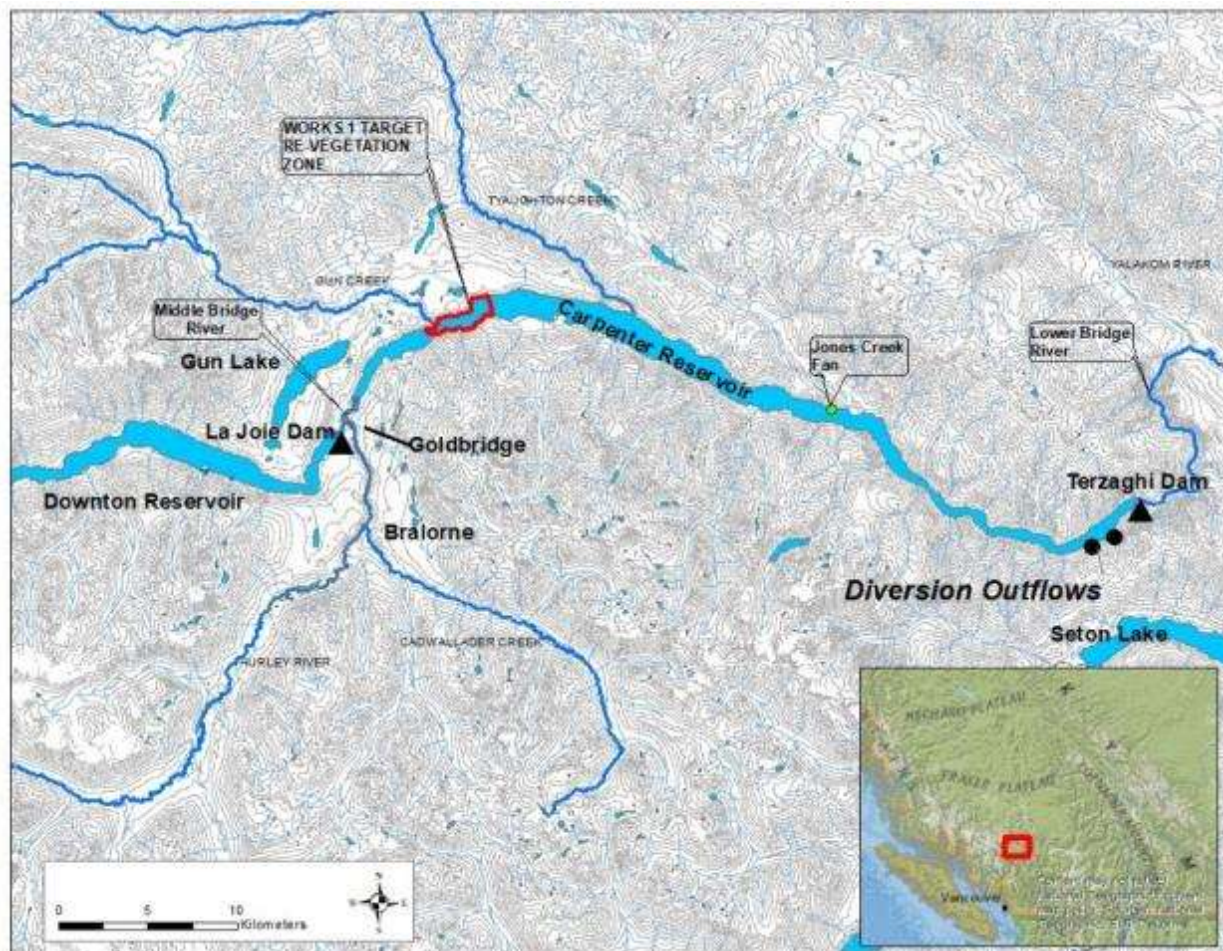 WORKS 1 TARGET
RE-VEGETATION
ZONE
TYAUGHTON CREEK
YALAKOM RIVER
GUN CREEK
Middle Bridge
River
Carpenter Reservoir
Lower Bridge
River
Jones Creek
Fan
Gun Lake
La Joie Dam
Goldbridge
Downton Reservoir
Terzaghi Dam
Bralorne
Diversion Outflows
Seton Lake
CADWALLADER CREEK
HURLEY RIVER
NECHAKO PLATEAU
FRASER PLATEAU
Vancouver
N
0 5 10
Kilometers